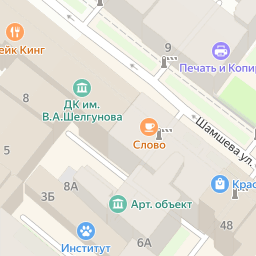 ейк Кинг
9
Печать и Копир
8
ДК им.
В.А.Шелгунова
Шамшева ул.
5
Слово
8А
3Б
Крас
Арт. объект
48
Институт
6А